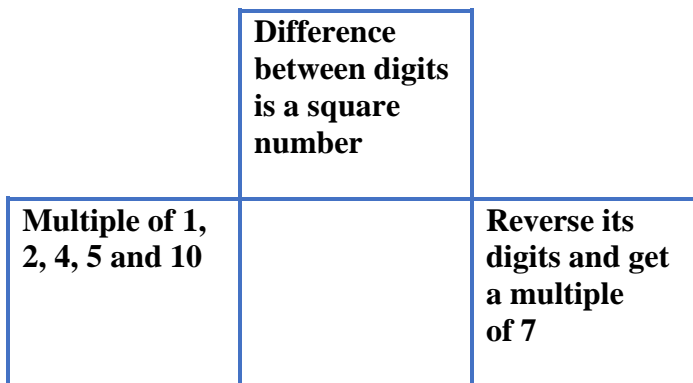 Difference
between digits
is a square
number
Multiple of 1,
2, 4, 5 and 10
Reverse its
digits and get
a multiple
of 7